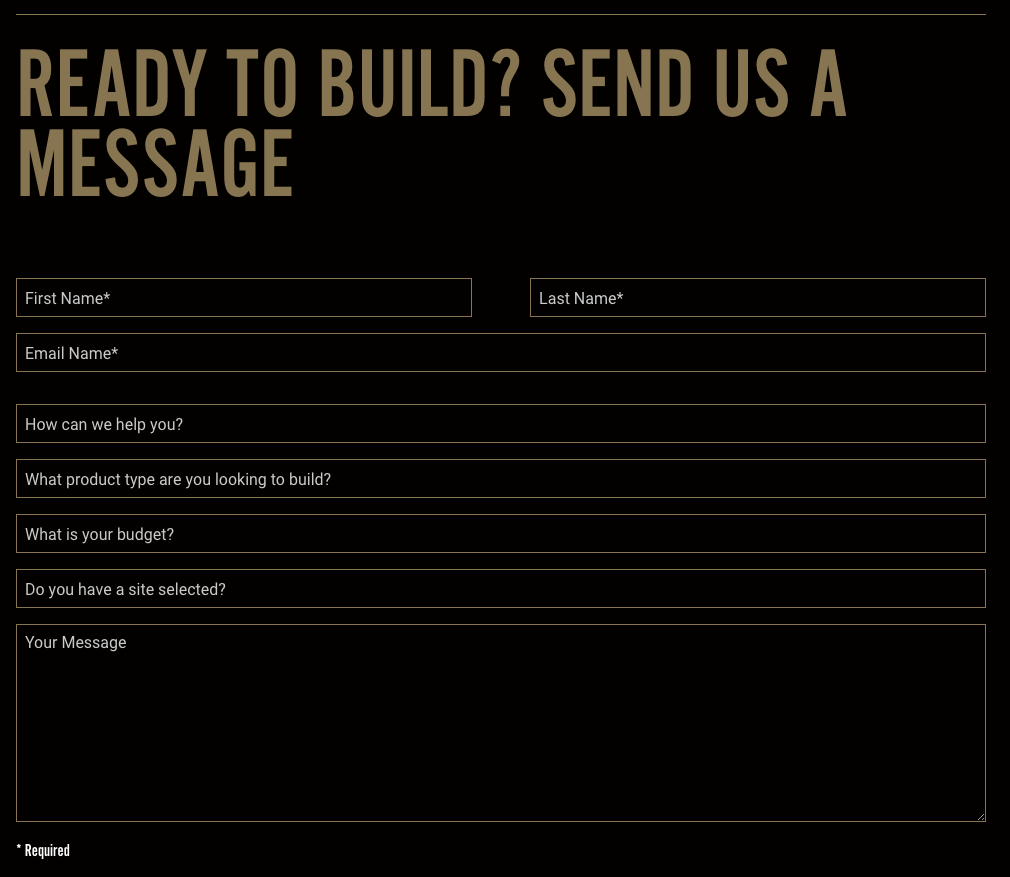 READY TO BUILD? SEND US A
MESSAGE
First Name*
Last Name*
Email Name*
How can we help you?
What product type are you looking to build?
What is your budget?
Do you have a site selected?
Your Message
* Required